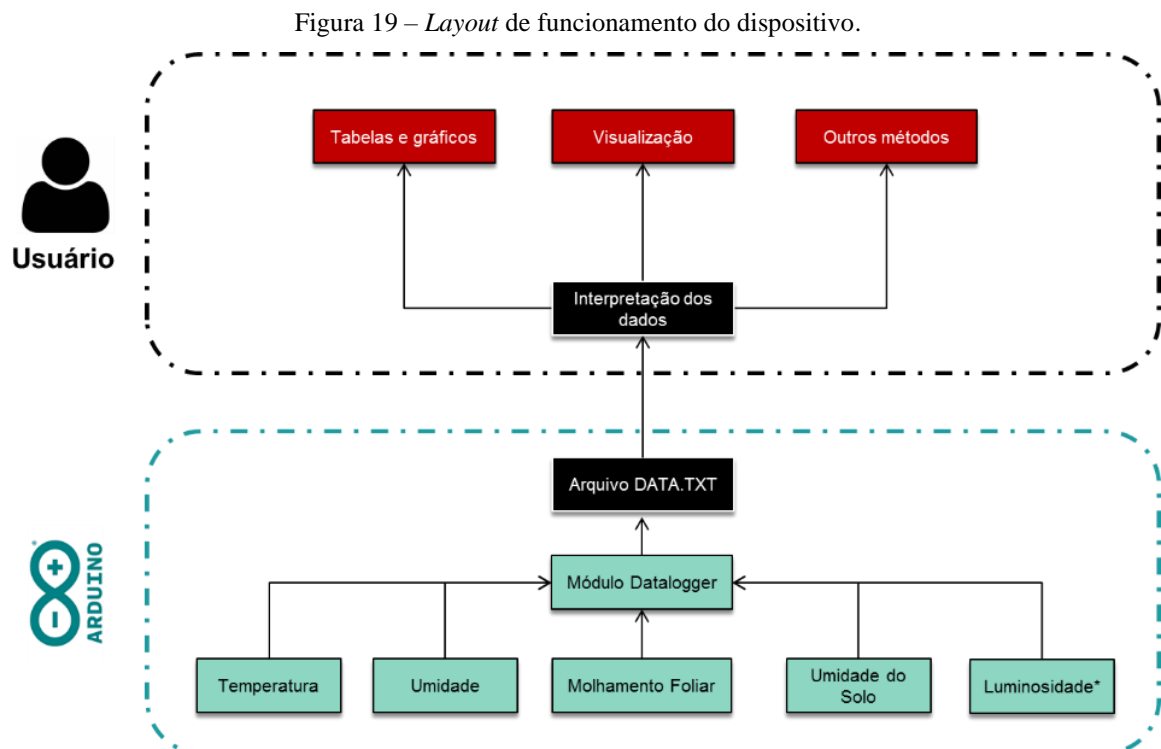 Figura 19 – Layout de funcionamento do dispositivo.
Tabelas e gráficos
Visualização
Outros métodos
Usuário
Interpretação dos
dados
Arquivo DATA.TXT
ARDUINO
Módulo Datalogger
Temperatura
Umidade
Molhamento Foliar
Umidade do
Solo
Luminosidade*